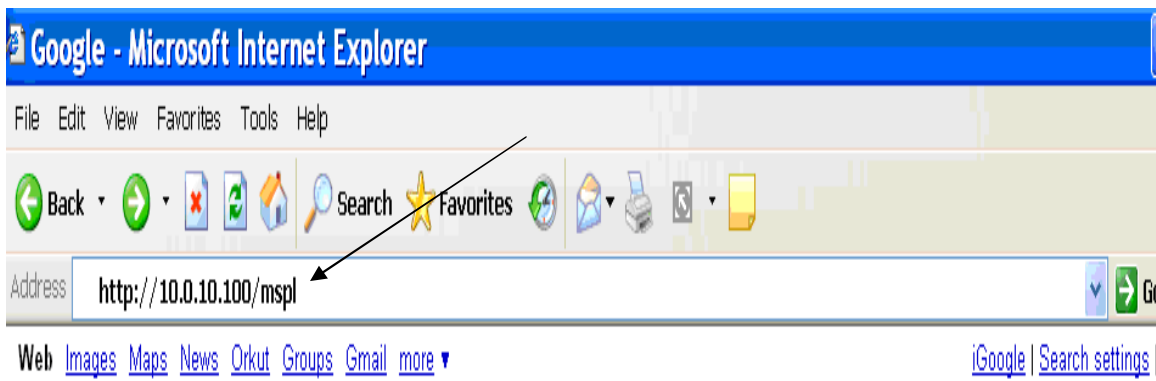 Google - Microsoft Internet Explorer
File Edit View Favorites Tools Help
Back Search Favorites
Address http://10.0.10.100/mspl
Web Images Maps News Orkut Groups Gmail more ▼ iGoogle | Search settings |